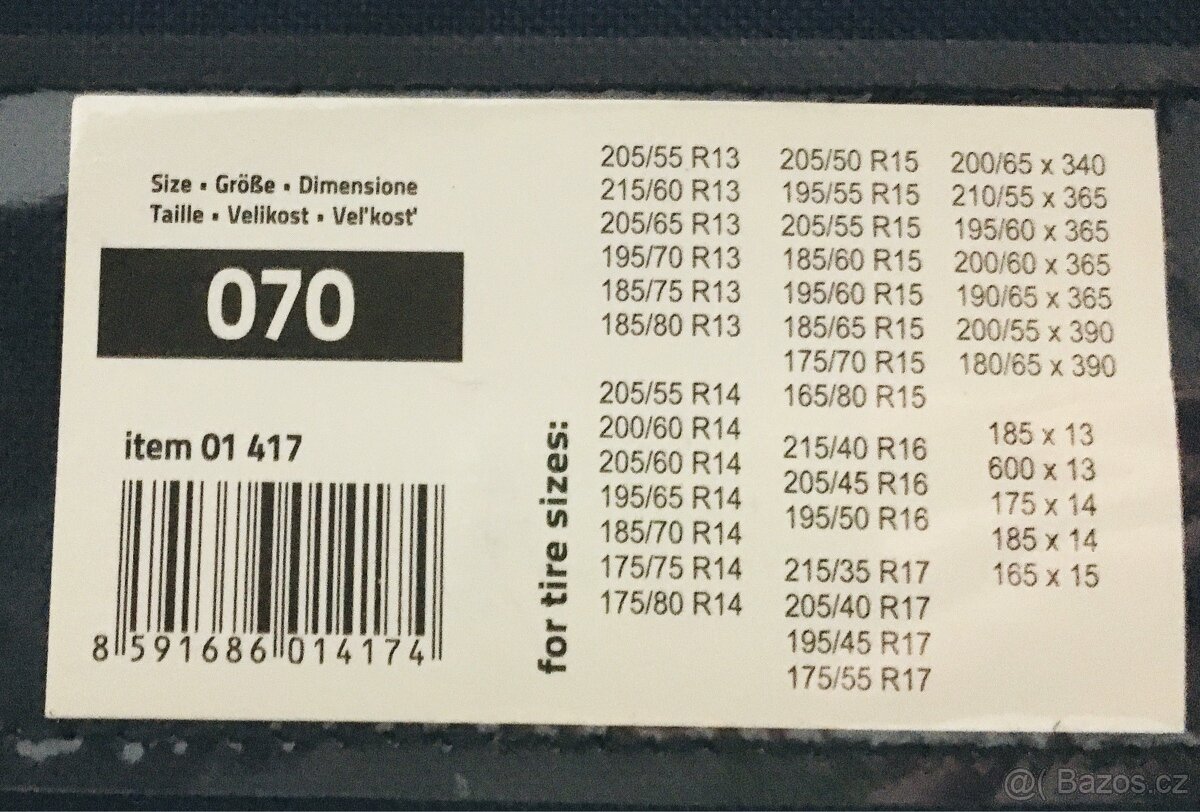 Size ▪ Größe ▪ Dimensione
Taille ▪ Velikost ▪ Vel'kosť
070
item 01 417
8 591686 014174
for tire sizes:
205/55 R13
215/60 R13
205/65 R13
195/70 R13
185/75 R13
185/80 R13
205/55 R14
200/60 R14
205/60 R14
195/65 R14
185/70 R14
175/75 R14
175/80 R14
205/50 R15
195/55 R15
205/55 R15
185/60 R15
195/60 R15
185/65 R15
175/70 R15
165/80 R15
215/40 R16
205/45 R16
195/50 R16
215/35 R17
205/40 R17
195/45 R17
175/55 R17
200/65 x 340
210/55 x 365
195/60 x 365
200/60 x 365
190/65 x 365
200/55 x 390
180/65 x 390
185 x 13
600 x 13
175 x 14
185 x 14
165 x 15
@( Bazos.cz